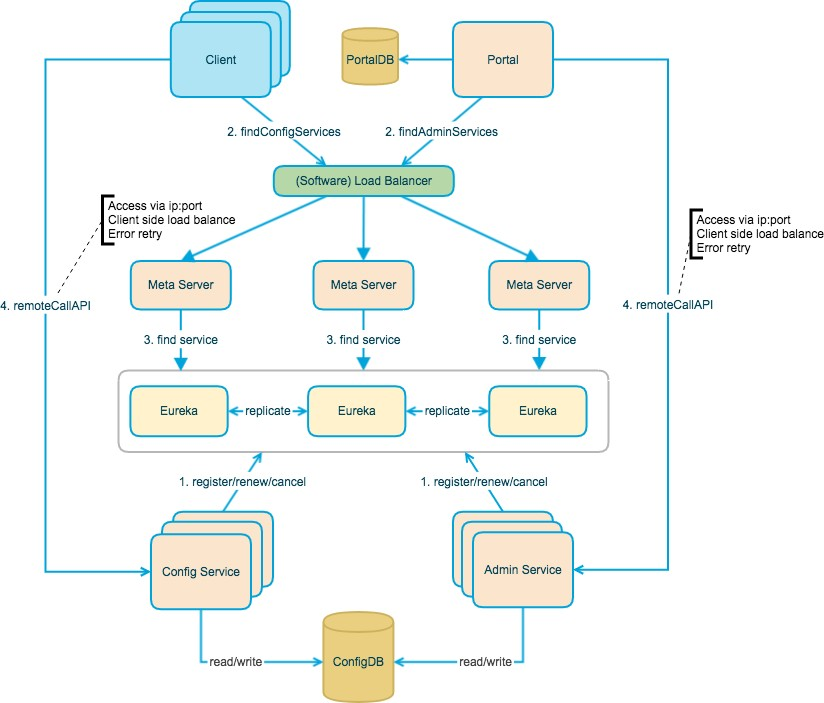 Client
PortalDB
Portal
2. findConfigServices
2. findAdminServices
(Software) Load Balancer
Access via ip:port
Client side load balance
Error retry
Access via ip:port
Client side load balance
Error retry
Meta Server
Meta Server
Meta Server
4. remoteCallAPI
4. remoteCallAPI
3. find service
3. find service
3. find service
Eureka
replicate
Eureka
replicate
Eureka
1. register/renew/cancel
1. register/renew/cancel
Config Service
Admin Service
read/write
ConfigDB
read/write